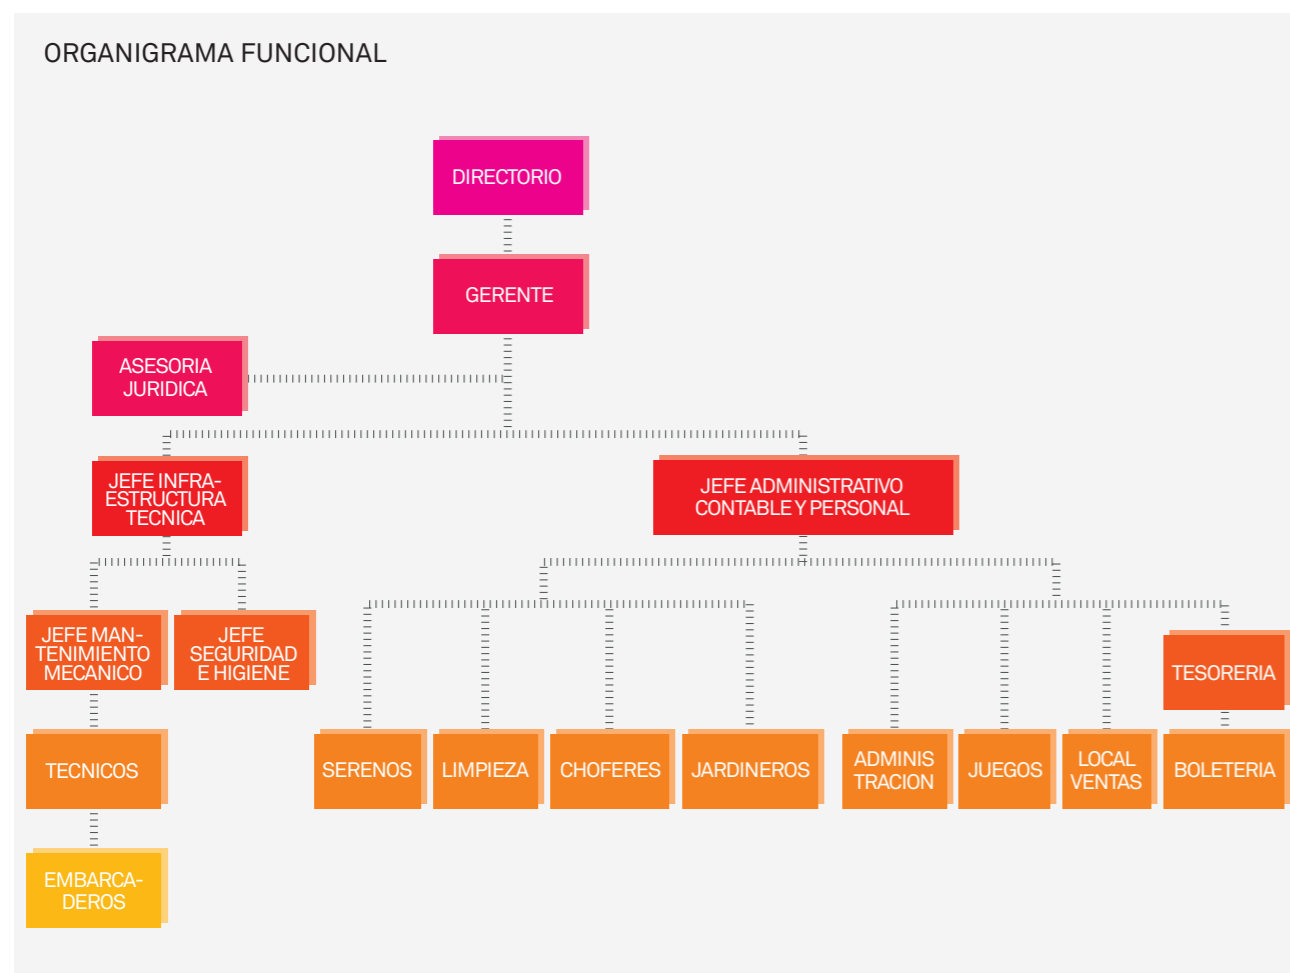 ORGANIGRAMA FUNCIONAL
DIRECTORIO
GERENTE
ASESORIA
JURIDICA
JEFE INFRA-
ESTRUCTURA
TECNICA
JEFE ADMINISTRATIVO
CONTABLE Y PERSONAL
JEFE MAN-
TENIMIENTO
MECANICO
JEFE
SEGURIDAD
E HIGIENE
TESORERIA
TECNICOS
SERENOS
LIMPIEZA
CHOFERES
JARDINEROS
ADMINIS
TRACION
JUEGOS
LOCAL
VENTAS
BOLETERIA
EMBARCA-
DEROS